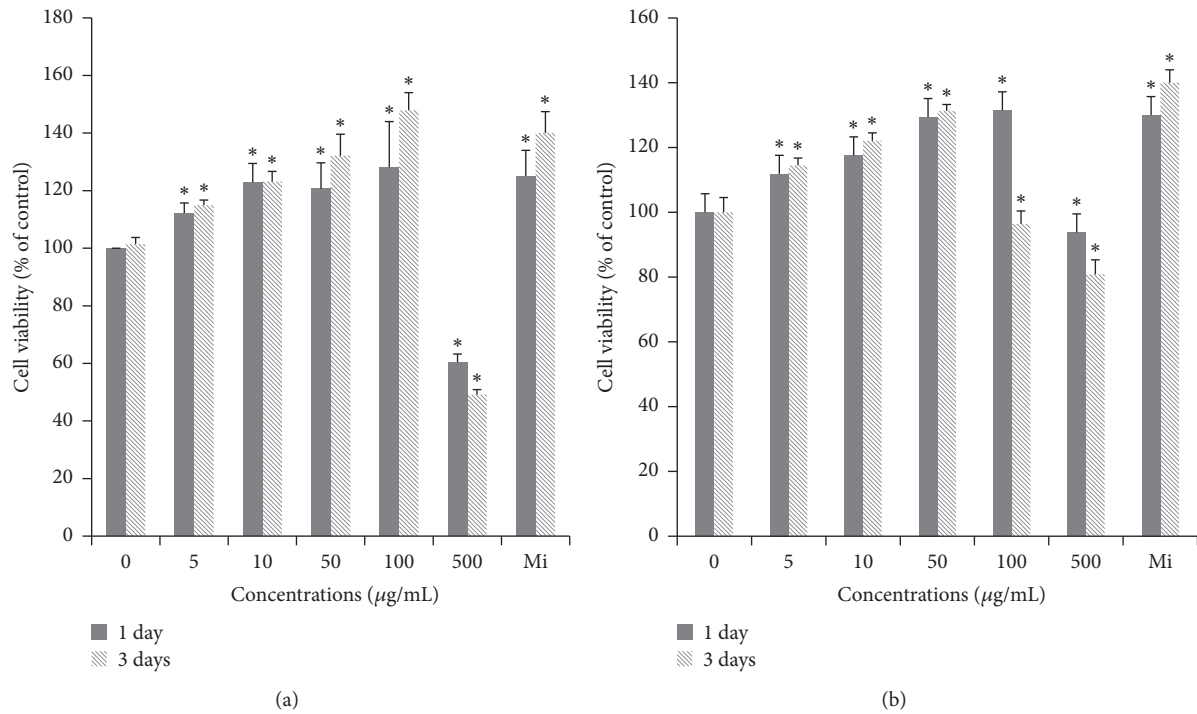 180
160
140
120
100
80
60
40
20
0
Cell viability (% of control)
* * * * * * * * * * * *
0 5 10 50 100 500 Mi
Concentrations (μg/mL)
1 day
3 days
(a)
160
140
120
100
80
60
40
20
0
Cell viability (% of control)
* * * * * * * * * * * *
0 5 10 50 100 500 Mi
Concentrations (μg/mL)
1 day
3 days
(b)